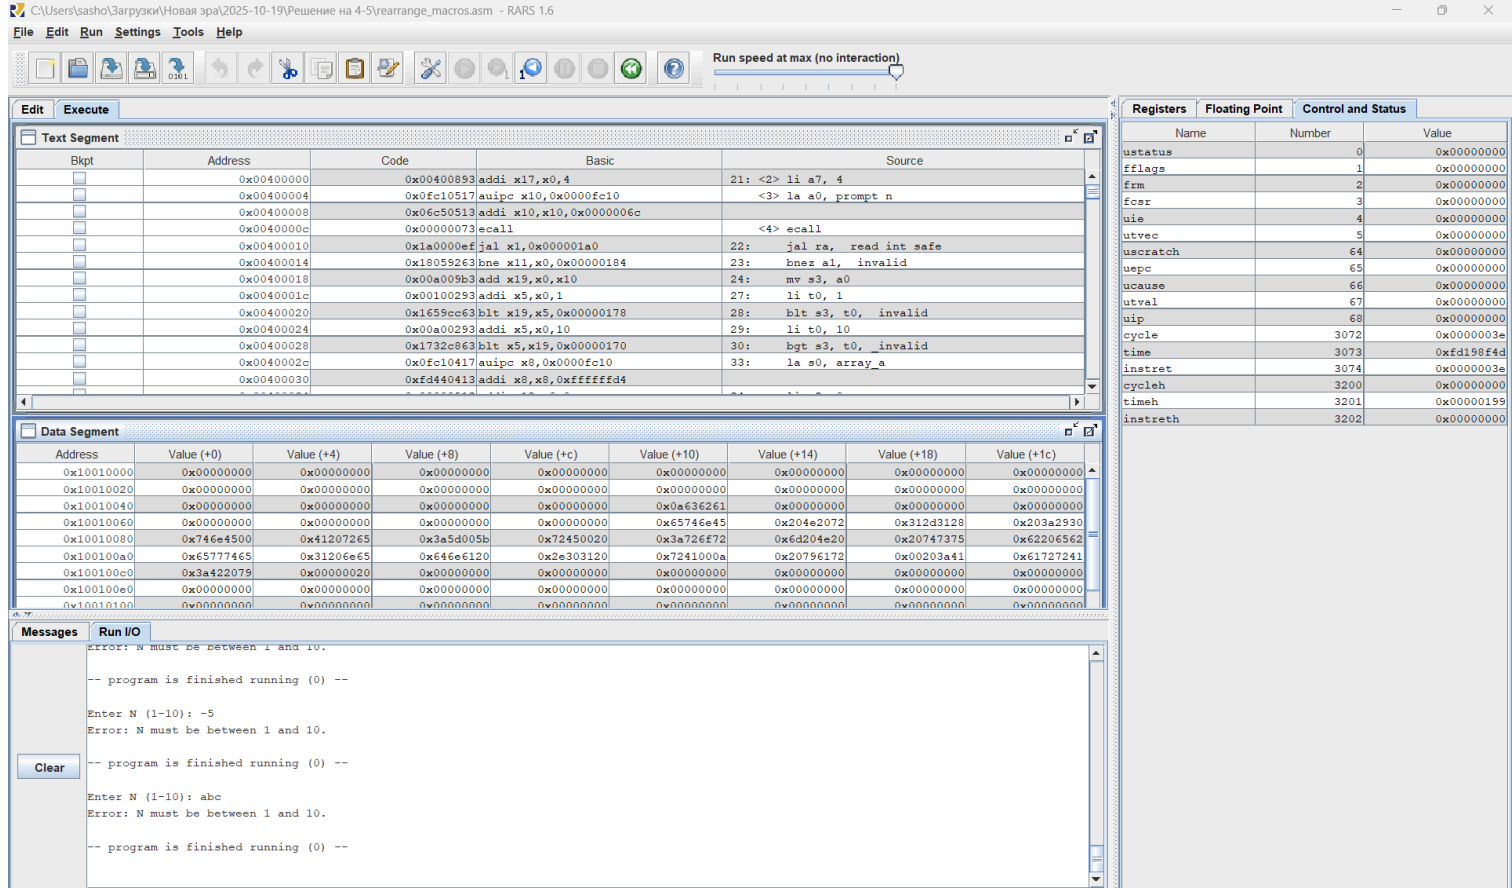 C:\Users\sasho\Загрузки\Новая эра\2025-10-19\Решение на 4-5\rearrange_macros.asm - RARS 1.6
File Edit Run Settings Tools Help
Run speed at max (no interaction)
Edit Execute
Text Segment
Bkpt Address Code Basic Source
0x00400000 0x00400893 addi x17,x0,4 21: <2> li a7, 4
0x00400004 0x0fc10517 auipc x10,0x0000fc10 <3> la a0, prompt_n
0x00400008 0x06c50513 addi x10,x10,0x0000006c
0x0040000c 0x00000073 ecall <4> ecall
0x00400010 0x1a0000ef jal x1,0x000001a0 22: jal ra, read_int_safe
0x00400014 0x18059263 bne x11,x0,0x00000184 23: bnez a1, _invalid
0x00400018 0x00a009b3 add x19,x0,x10 24: mv s3, a0
0x0040001c 0x00100293 addi x5,x0,1 27: li t0, 1
0x00400020 0x1659cc63 blt x19,x5,0x00000178 28: blt s3, t0, _invalid
0x00400024 0x00a00293 addi x5,x0,10 29: li t0, 10
0x00400028 0x1732c863 blt x5,x19,0x00000170 30: bgt s3, t0, _invalid
0x0040002c 0x0fc10417 auipc x8,0x0000fc10 33: la s0, array_a
0x00400030 0xfd440413 addi x8,x8,0xffffffd4
Data Segment
Address Value (+0) Value (+4) Value (+8) Value (+c) Value (+10) Value (+14) Value (+18) Value (+1c)
0x10010000 0x00000000 0x00000000 0x00000000 0x00000000 0x00000000 0x00000000 0x00000000 0x00000000
0x10010020 0x00000000 0x00000000 0x00000000 0x00000000 0x00000000 0x00000000 0x00000000 0x00000000
0x10010040 0x00000000 0x00000000 0x00000000 0x00000000 0x0a636261 0x00000000 0x00000000 0x00000000
0x10010060 0x00000000 0x00000000 0x00000000 0x00000000 0x65746e45 0x204e2072 0x312d3128 0x203a2930
0x10010080 0x746e4500 0x41207265 0x3a5d005b 0x72450020 0x3a726f72 0x6d204e20 0x20747375 0x62206562
0x100100a0 0x65777465 0x31206e65 0x646e6120 0x2e303120 0x7241000a 0x20796172 0x00203a41 0x61727241
0x100100c0 0x3a422079 0x00000020 0x00000000 0x00000000 0x00000000 0x00000000 0x00000000 0x00000000
0x100100e0 0x00000000 0x00000000 0x00000000 0x00000000 0x00000000 0x00000000 0x00000000 0x00000000
0x10010100 0x00000000 0x00000000 0x00000000 0x00000000 0x00000000 0x00000000 0x00000000 0x00000000
Messages Run I/O
Error: N must be between 1 and 10.
-- program is finished running (0) --
Enter N (1-10): -5
Error: N must be between 1 and 10.
-- program is finished running (0) --
Enter N (1-10): abc
Error: N must be between 1 and 10.
-- program is finished running (0) --
Clear
Registers Floating Point Control and Status
Name Number Value
ustatus 0 0x00000000
fflags 1 0x00000000
frm 2 0x00000000
fcsr 3 0x00000000
uie 4 0x00000000
utvec 5 0x00000000
uscratch 64 0x00000000
uepc 65 0x00000000
ucause 66 0x00000000
utval 67 0x00000000
uip 68 0x00000000
cycle 3072 0x0000003e
time 3073 0xfd198f4d
instret 3074 0x0000003e
cycleh 3200 0x00000000
timeh 3201 0x00000199
instreth 3202 0x00000000